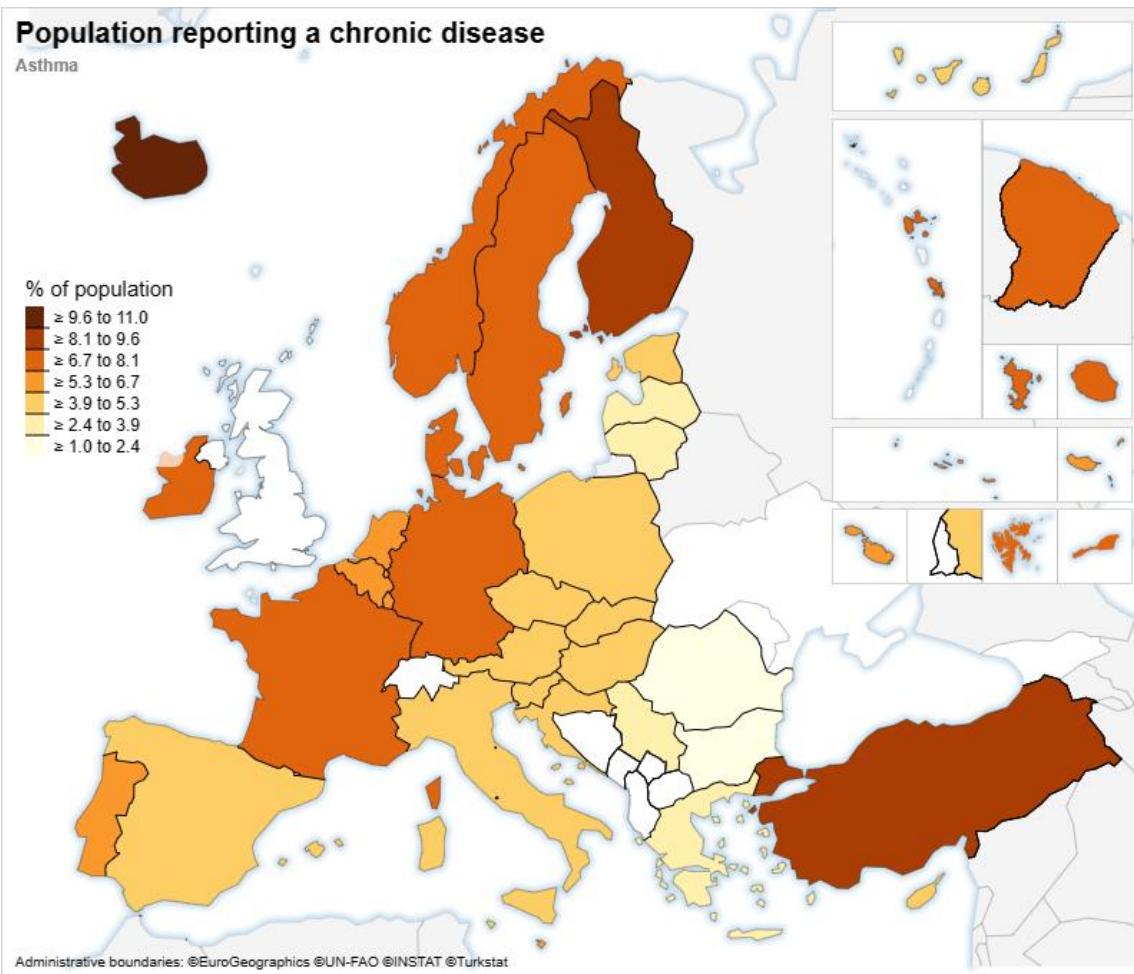 Population reporting a chronic disease
Asthma
% of population
≥ 9.6 to 11.0
≥ 8.1 to 9.6
≥ 6.7 to 8.1
≥ 5.3 to 6.7
≥ 3.9 to 5.3
≥ 2.4 to 3.9
≥ 1.0 to 2.4
Administrative boundaries: ©EuroGeographics ©UN-FAO ©INSTAT ©Turkstat